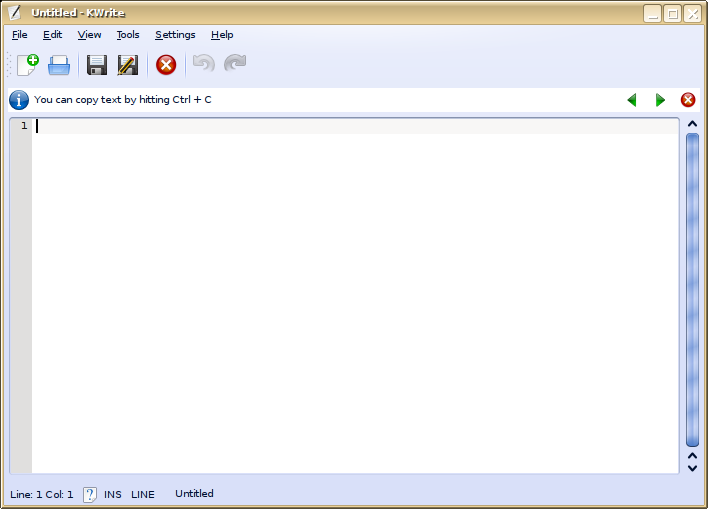 Untitled - KWrite
File Edit View Tools Settings Help
You can copy text by hitting Ctrl + C
1
Line: 1 Col: 1 ? INS LINE Untitled